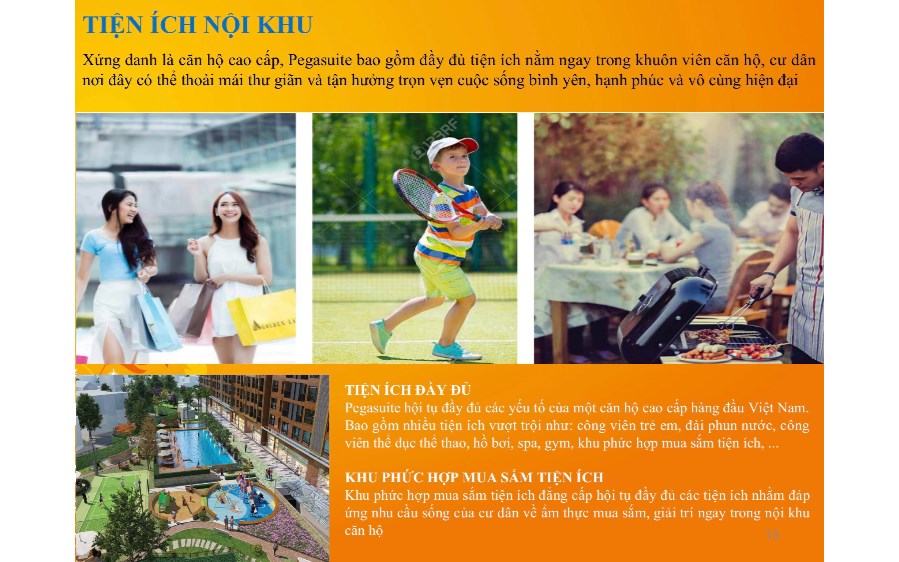 TIỆN ÍCH NỘI KHU
Xứng danh là căn hộ cao cấp, Pegasuite bao gồm đầy đủ tiện ích nằm ngay trong khuôn viên căn hộ, cư dân
nơi đây có thể thoải mái thư giãn và tận hưởng trọn vẹn cuộc sống bình yên, hạnh phúc và vô cùng hiện đại
123RF
TIỆN ÍCH ĐẦY ĐỦ
Pegasuite hội tụ đầy đủ các yếu tố của một căn hộ cao cấp hàng đầu Việt Nam.
Bao gồm nhiều tiện ích vượt trội như: công viên trẻ em, đài phun nước, công
viên thể dục thể thao, hồ bơi, spa, gym, khu phức hợp mua sắm tiện ích, ...
KHU PHỨC HỢP MUA SẮM TIỆN ÍCH
Khu phức hợp mua sắm tiện ích đẳng cấp hội tụ đầy đủ các tiện ích nhằm đáp
ứng nhu cầu sống của cư dân về ẩm thực mua sắm, giải trí ngay trong nội khu
căn hộ